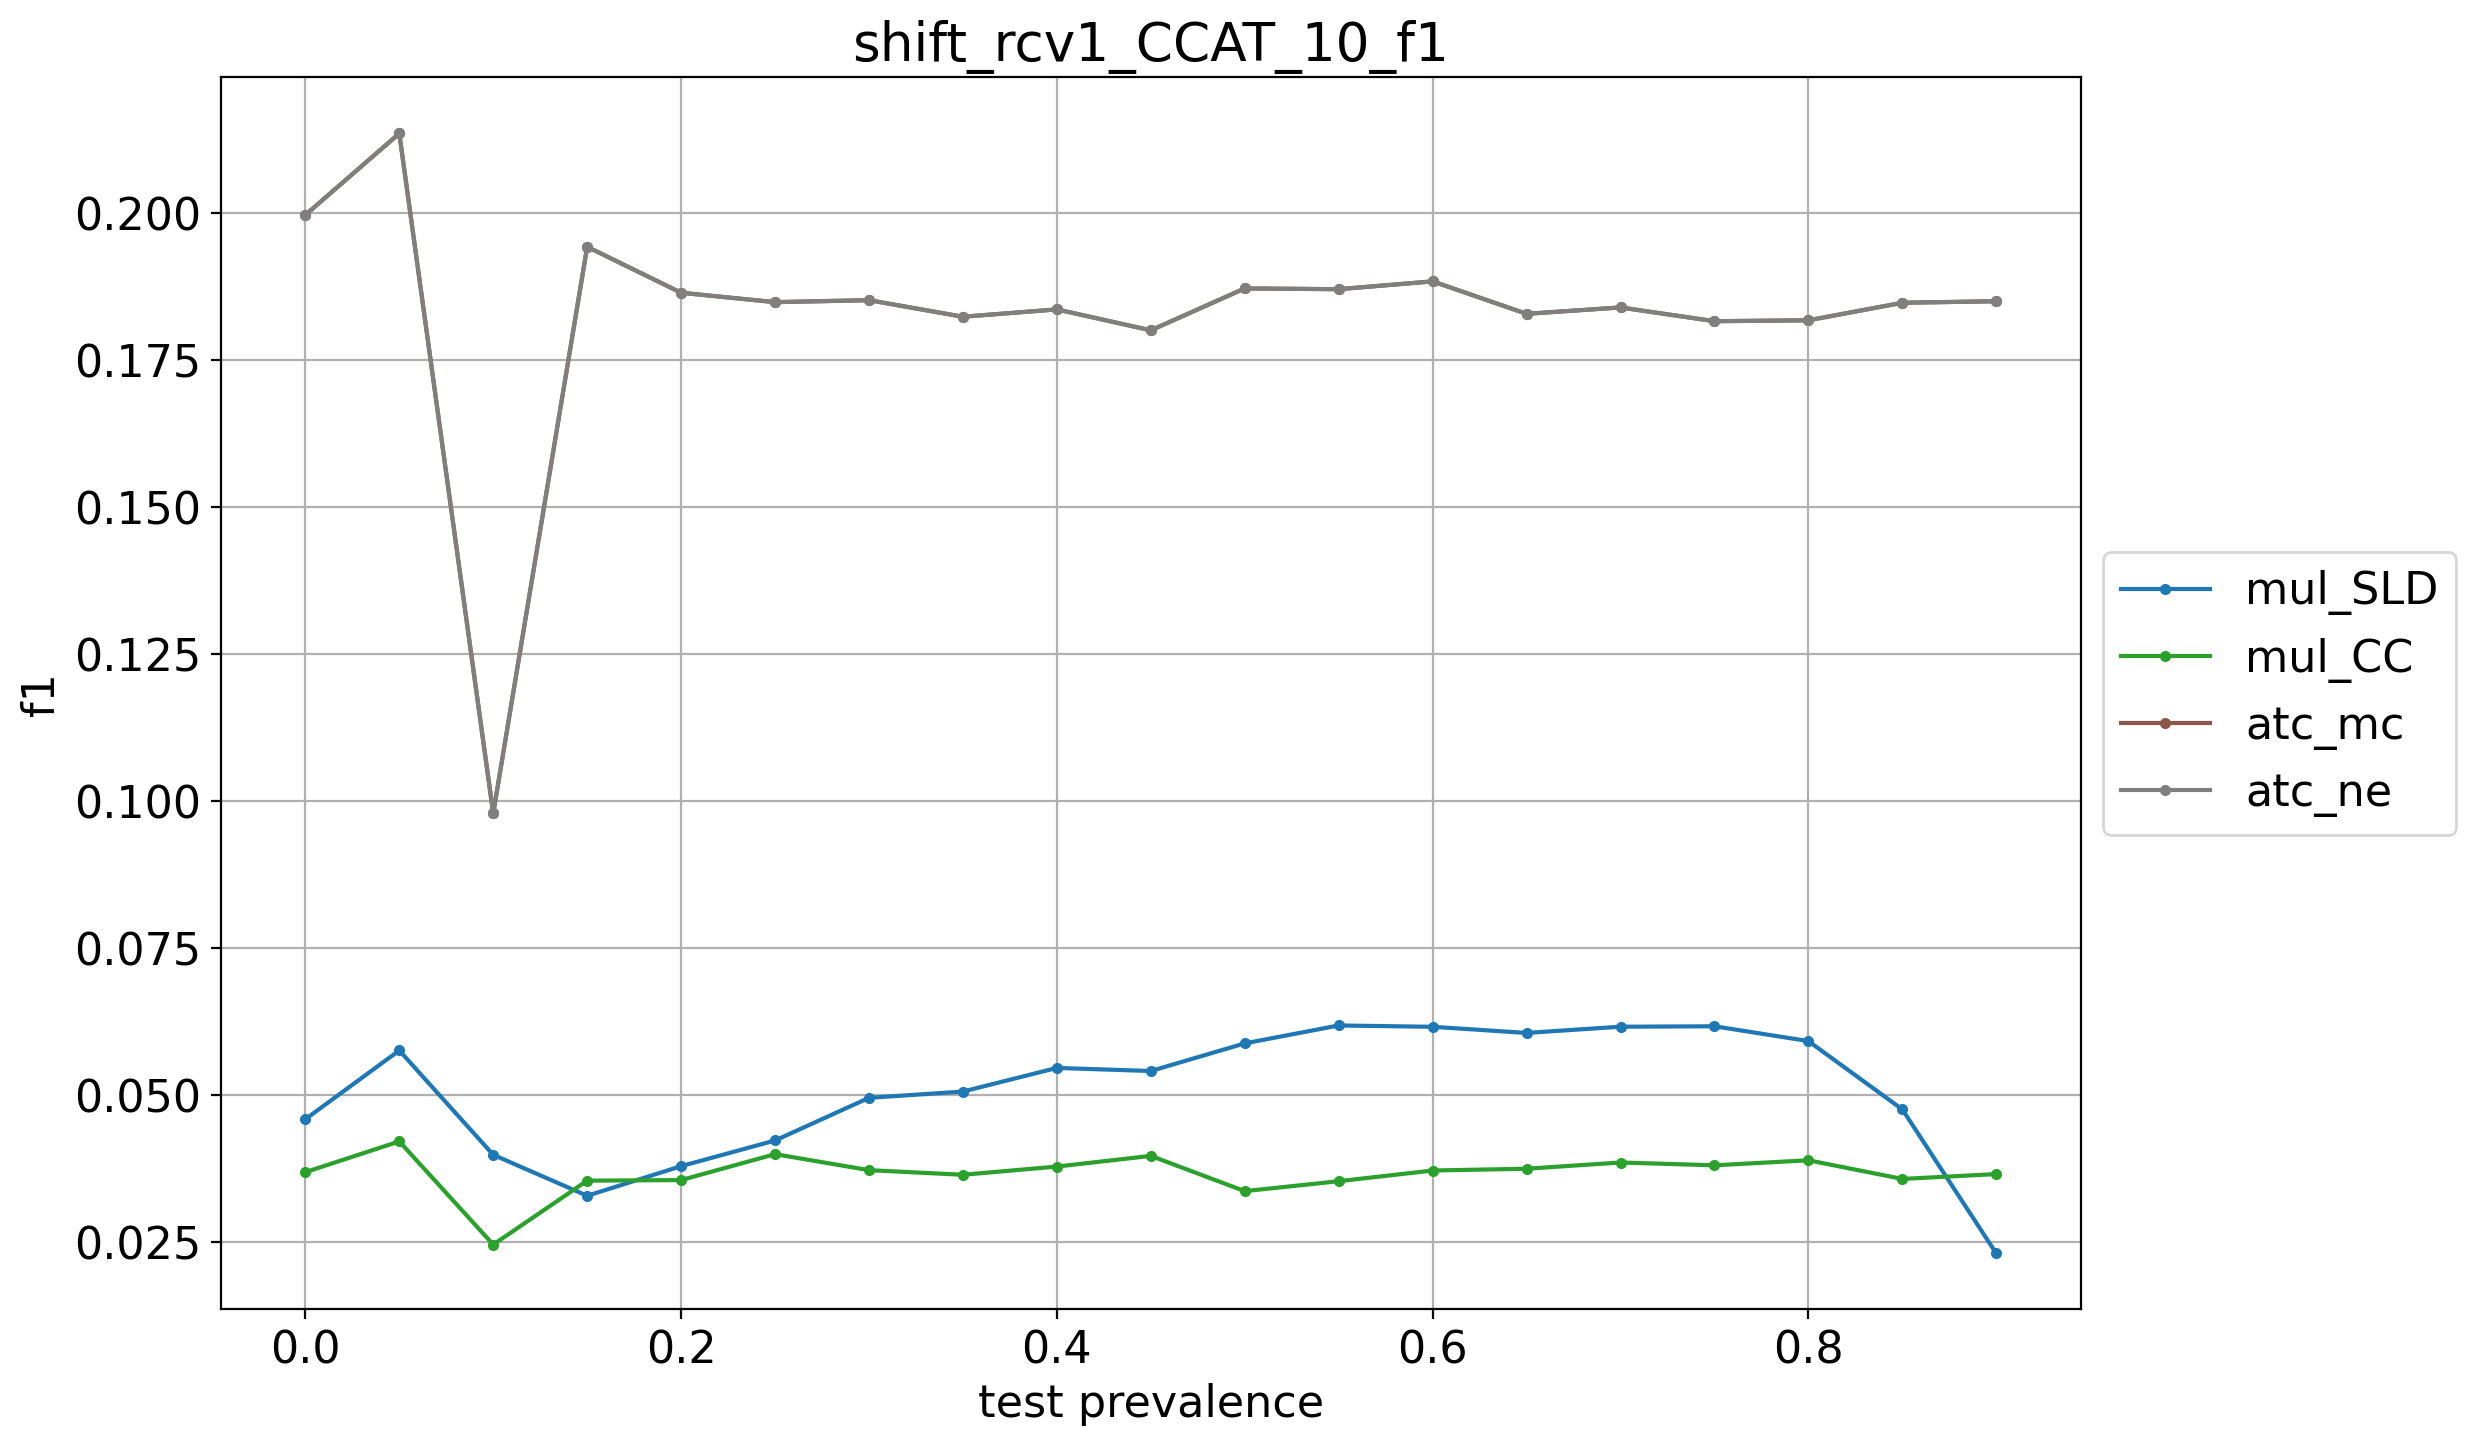 shift_rcv1_CCAT_10_f1
f1
0.200
0.175
0.150
0.125
0.100
0.075
0.050
0.025
0.0 0.2 0.4 0.6 0.8
test prevalence
mul_SLD
mul_CC
atc_mc
atc_ne